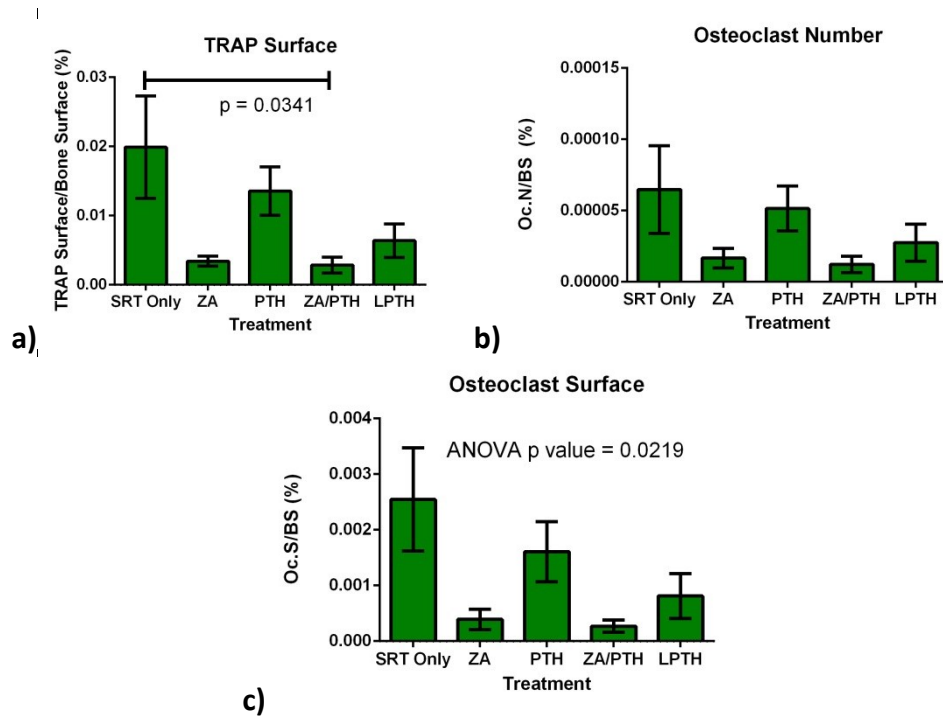 TRAP Surface
TRAP Surface/Bone Surface (%)
0.03
0.02
0.01
0.00
p = 0.0341
SRT Only ZA PTH ZA/PTH LPTH
Treatment
a)
Osteoclast Number
Oc.N/BS (%)
0.00015
0.00010
0.00005
0.00000
SRT Only ZA PTH ZA/PTH LPTH
Treatment
b)
Osteoclast Surface
Oc.S/BS (%)
0.004
0.003
0.002
0.001
0.000
ANOVA p value = 0.0219
SRT Only ZA PTH ZA/PTH LPTH
Treatment
c)